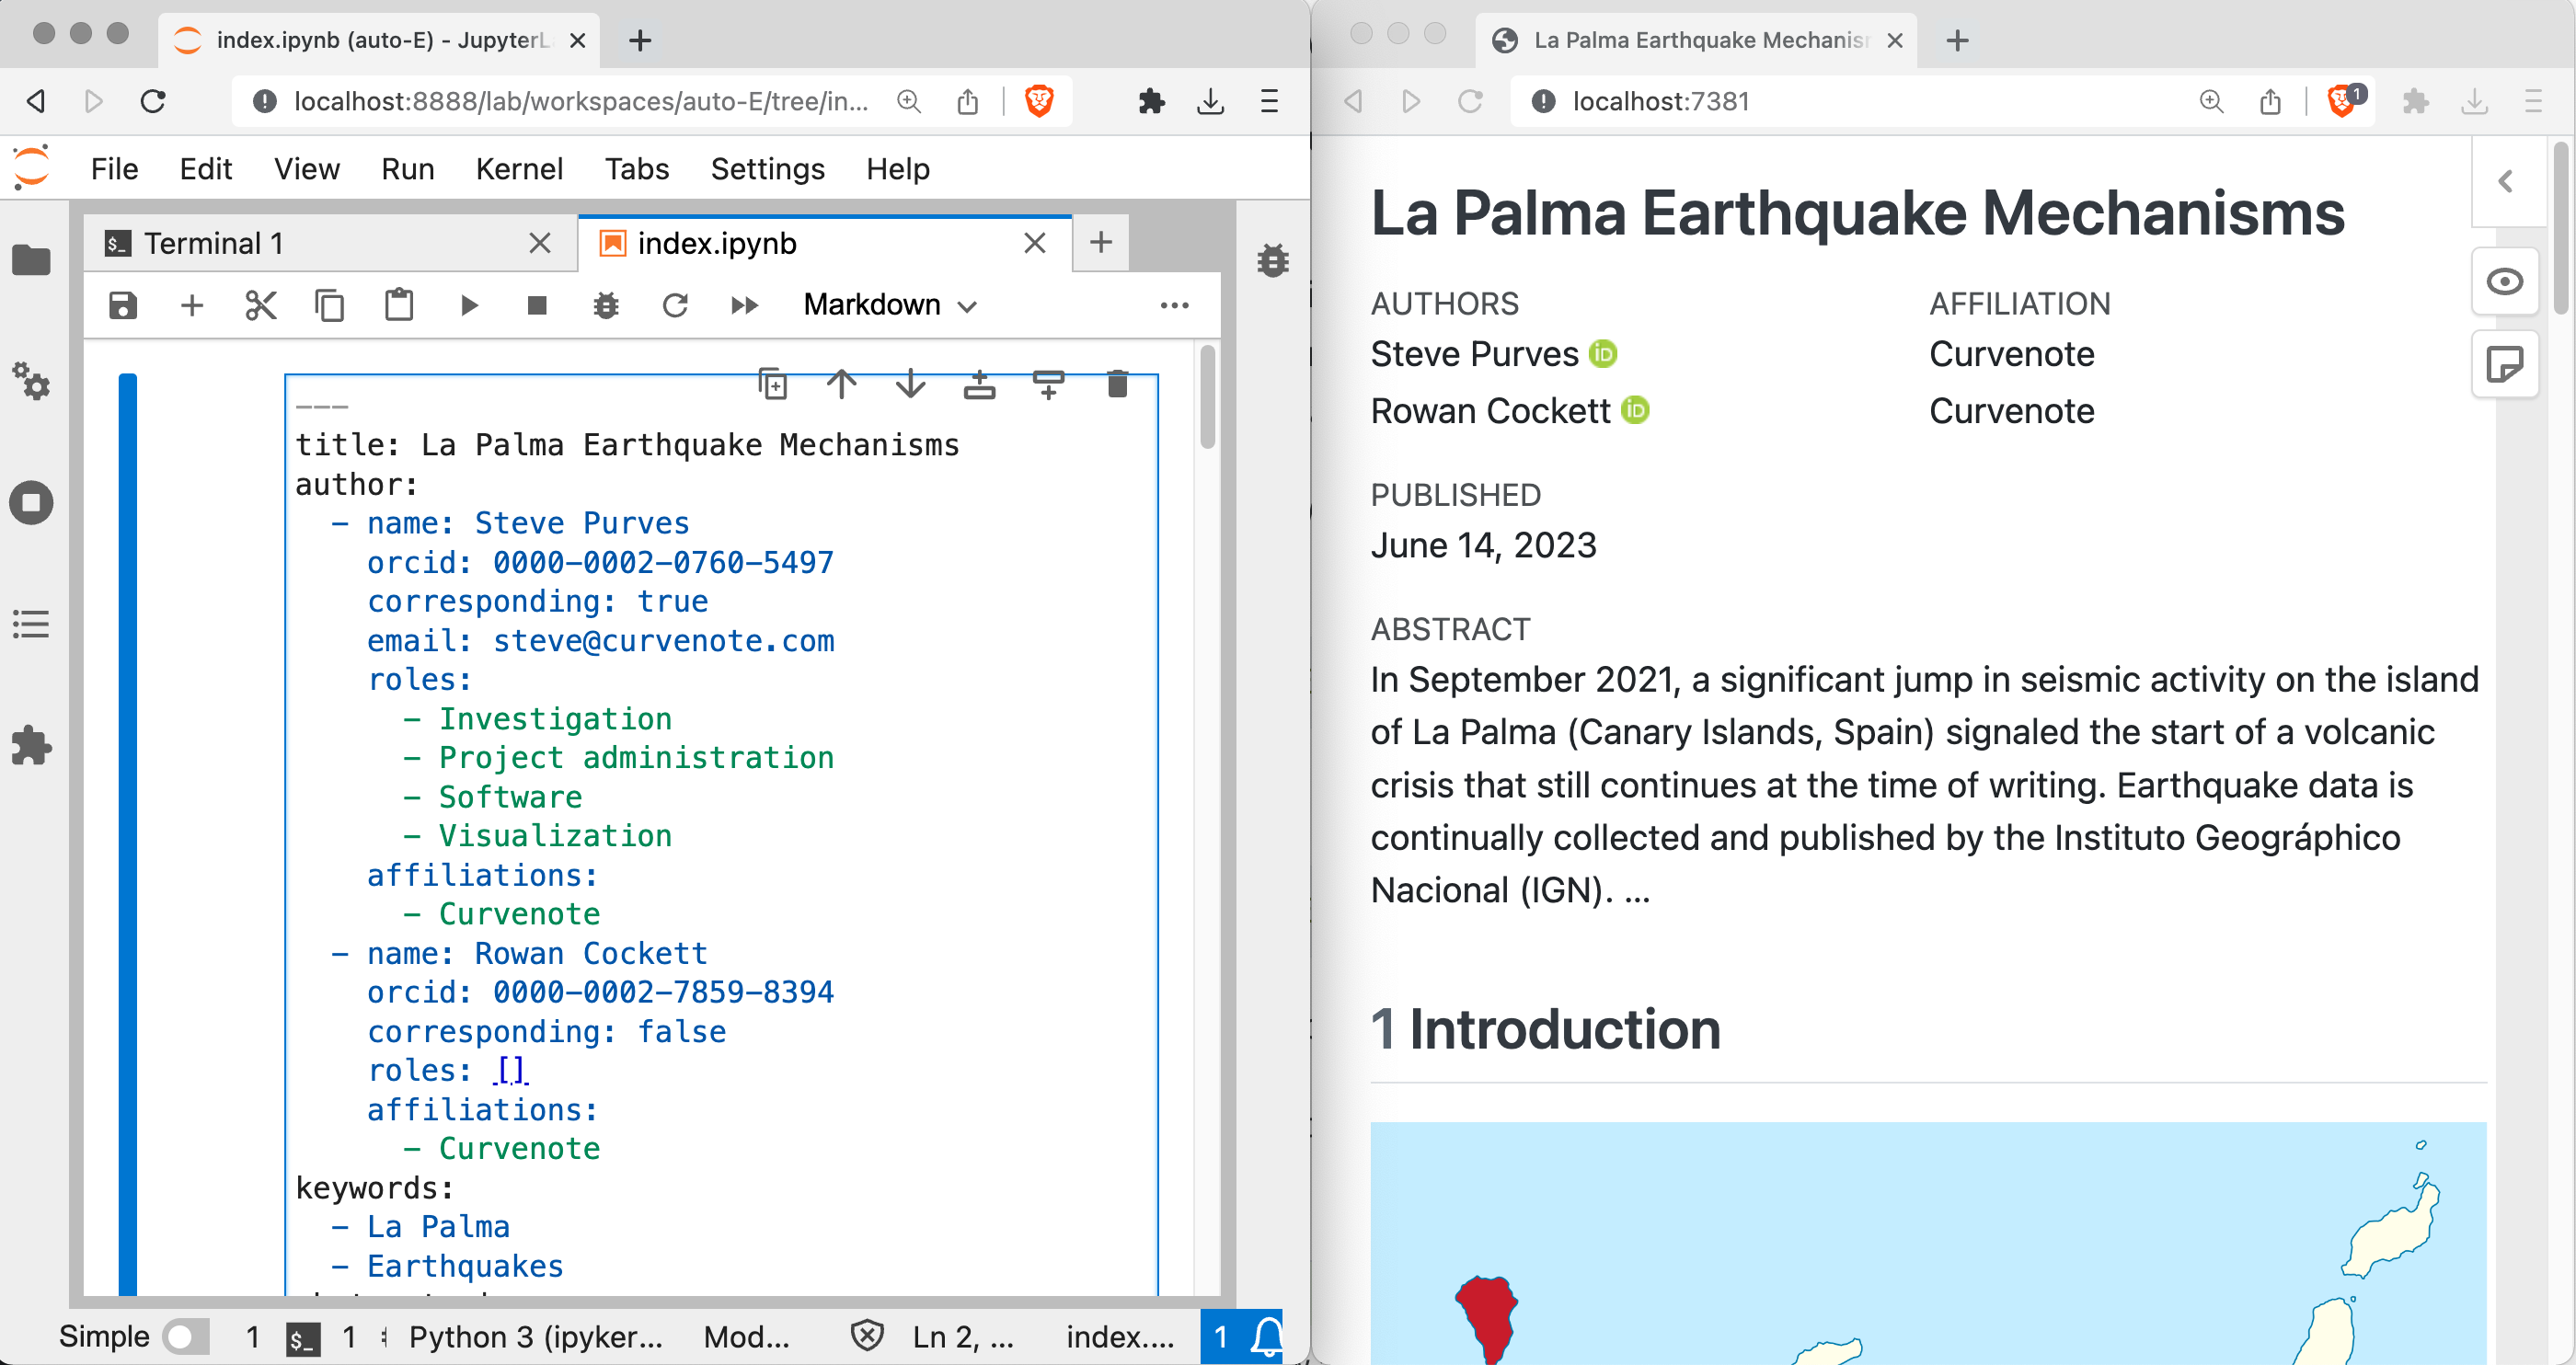 index.ipynb (auto-E) - JupyterL
localhost:8888/lab/workspaces/auto-E/tree/in...
File Edit View Run Kernel Tabs Settings Help
$_ Terminal 1
index.ipynb
Markdown
---
title: La Palma Earthquake Mechanisms
author:
- name: Steve Purves
orcid: 0000-0002-0760-5497
corresponding: true
email: steve@curvenote.com
roles:
- Investigation
- Project administration
- Software
- Visualization
affiliations:
- Curvenote
- name: Rowan Cockett
orcid: 0000-0002-7859-8394
corresponding: false
roles: []
affiliations:
- Curvenote
keywords:
- La Palma
- Earthquakes
Simple 1 $_ 1 Python 3 (ipyker... Mod... Ln 2, ... index.... 1
La Palma Earthquake Mechanis
localhost:7381
1
La Palma Earthquake Mechanisms
AUTHORS AFFILIATION
Steve Purves iD Curvenote
Rowan Cockett iD Curvenote
PUBLISHED
June 14, 2023
ABSTRACT
In September 2021, a significant jump in seismic activity on the island
of La Palma (Canary Islands, Spain) signaled the start of a volcanic
crisis that still continues at the time of writing. Earthquake data is
continually collected and published by the Instituto Geográphico
Nacional (IGN). ...
1 Introduction